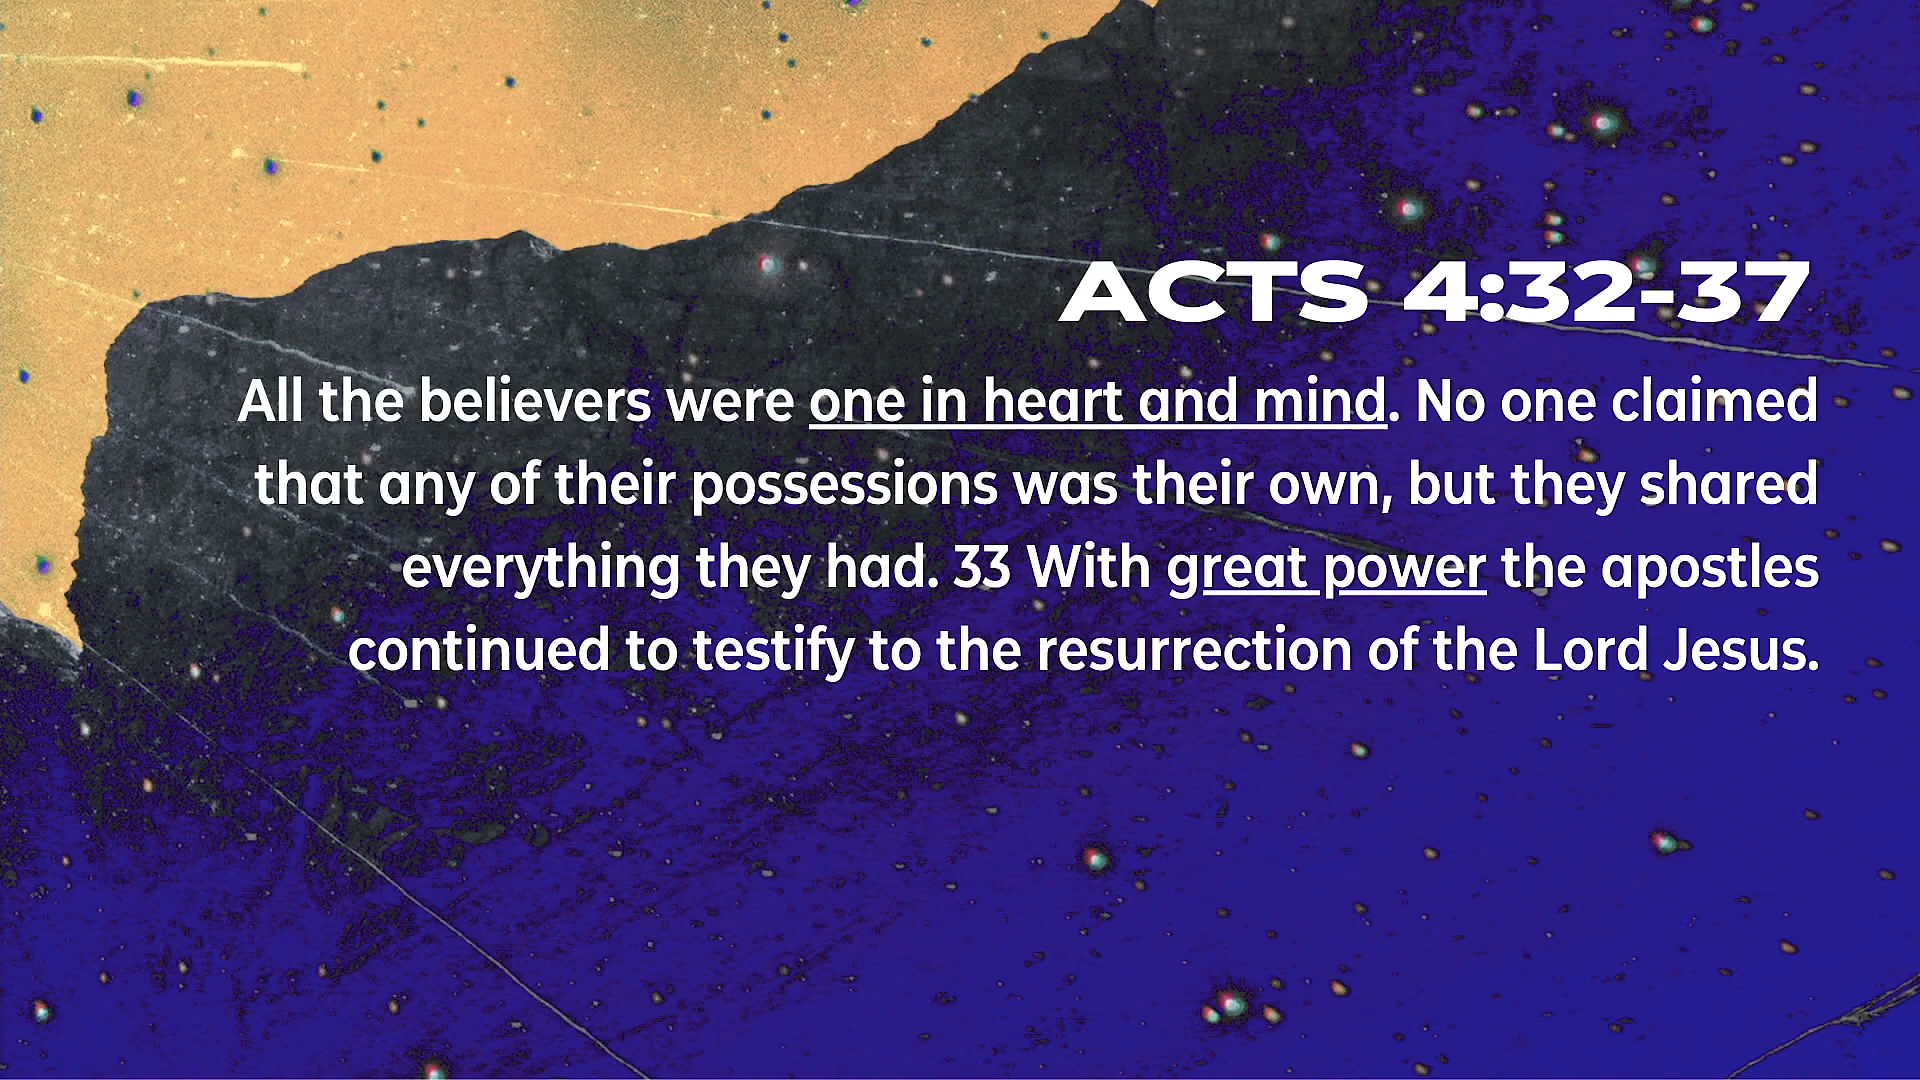 ACTS 4:32-37
All the believers were one in heart and mind. No one claimed
that any of their possessions was their own, but they shared
everything they had. 33 With great power the apostles
continued to testify to the resurrection of the Lord Jesus.